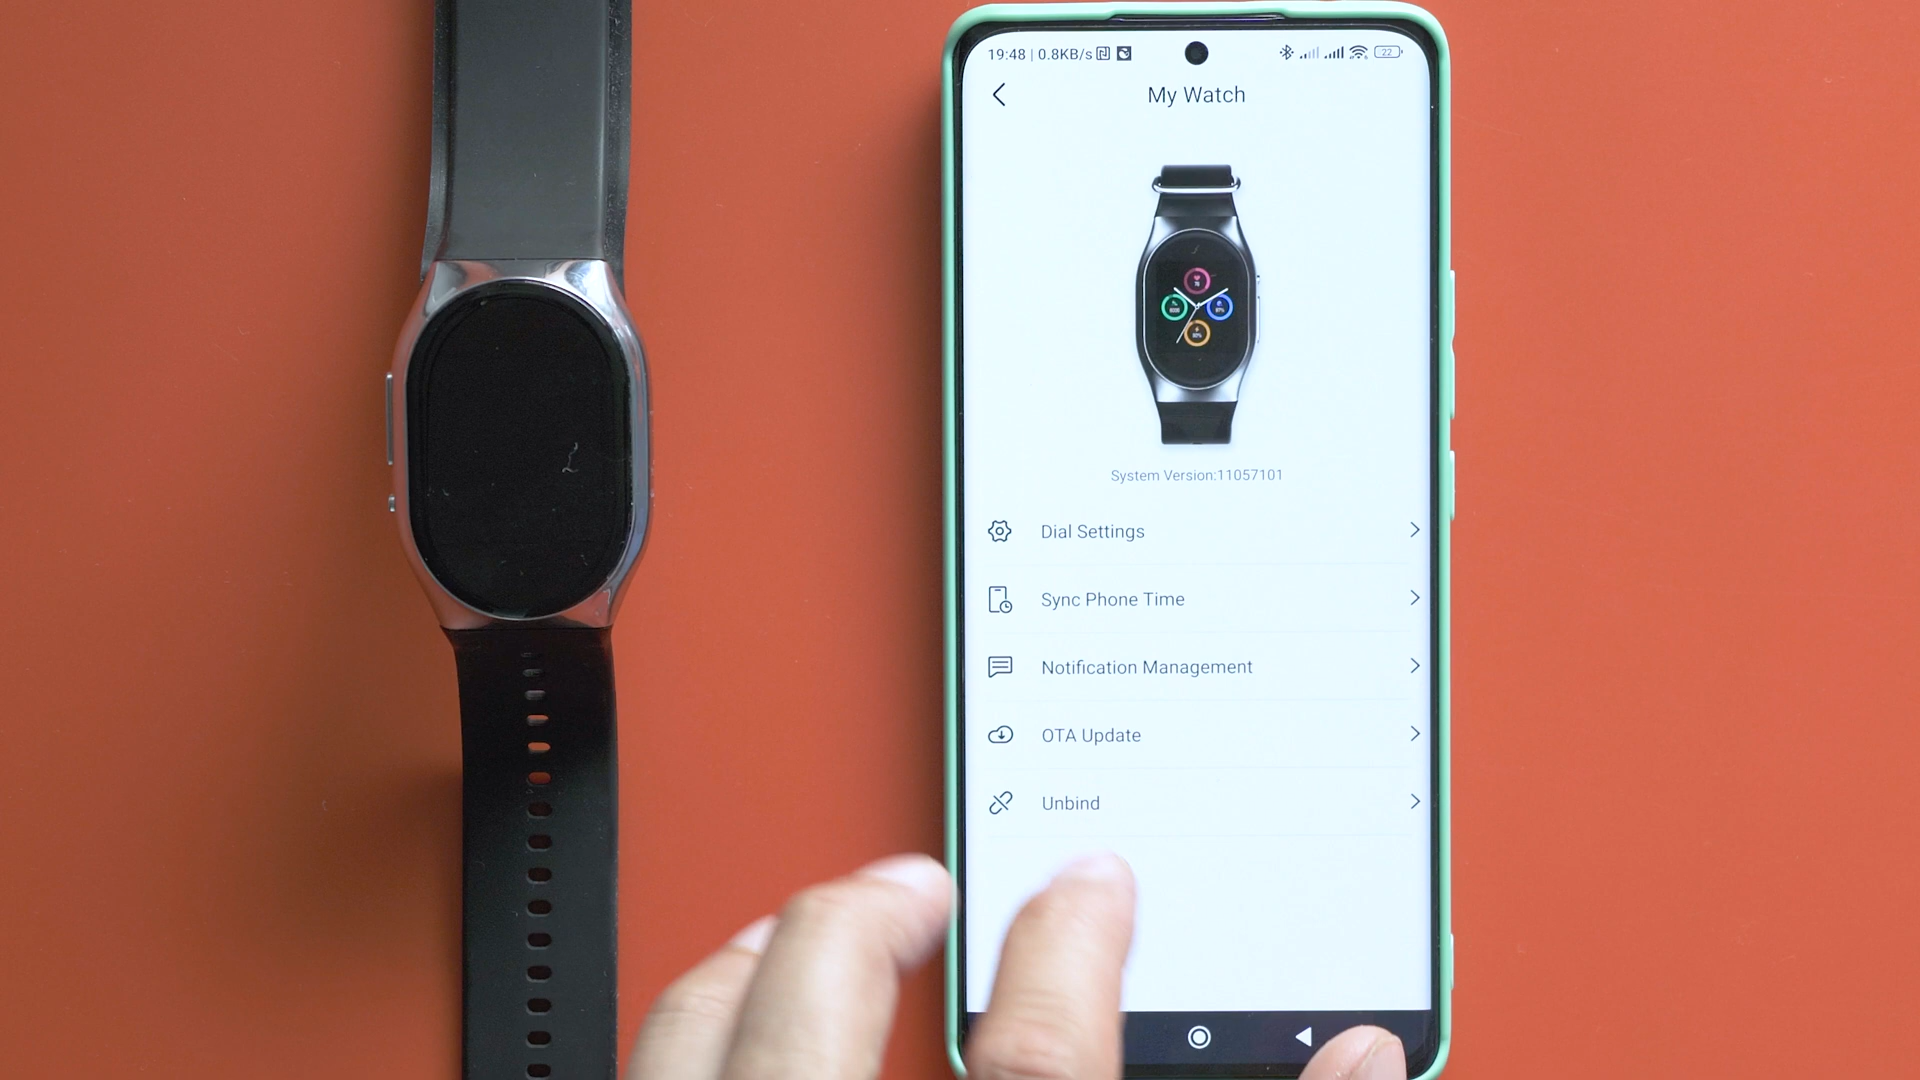 19:48 | 0.8KB/s
22
My Watch
System Version:11057101
Dial Settings
Sync Phone Time
Notification Management
OTA Update
Unbind